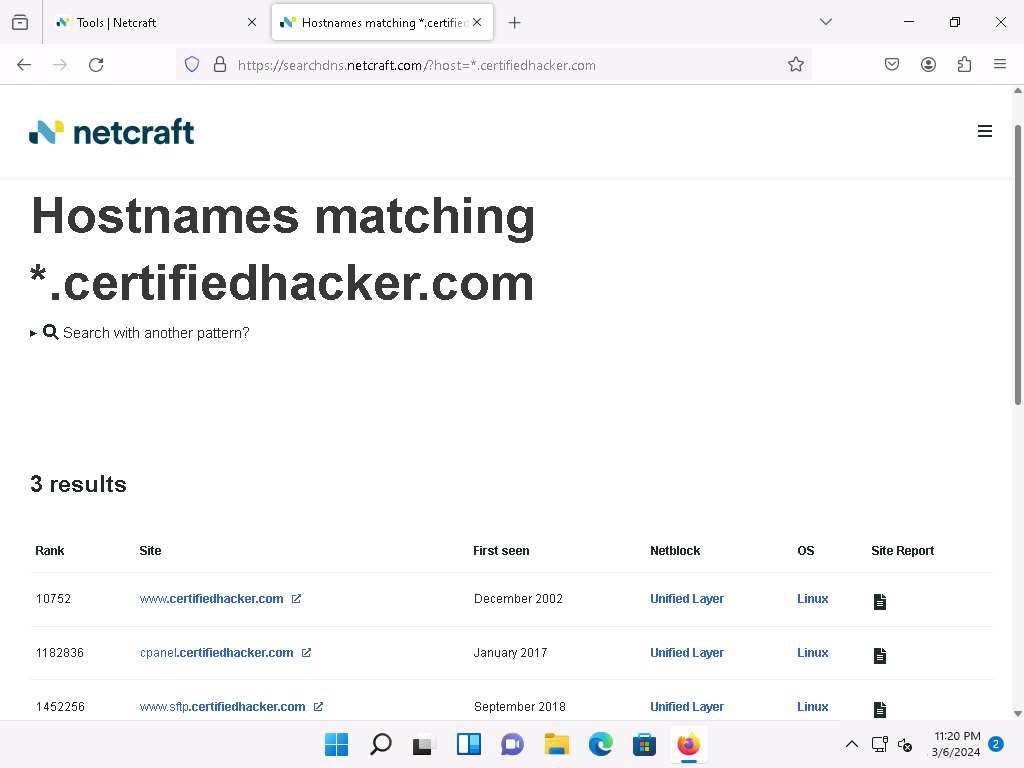 Tools | Netcraft
Hostnames matching *.certified
https://searchdns.netcraft.com/?host=*.certifiedhacker.com
netcraft
Hostnames matching
*.certifiedhacker.com
Search with another pattern?
3 results
Rank Site First seen Netblock OS Site Report
10752 www.certifiedhacker.com December 2002 Unified Layer Linux
1182836 cpanel.certifiedhacker.com January 2017 Unified Layer Linux
1452256 www.sftp.certifiedhacker.com September 2018 Unified Layer Linux
11:20 PM
3/6/2024 2